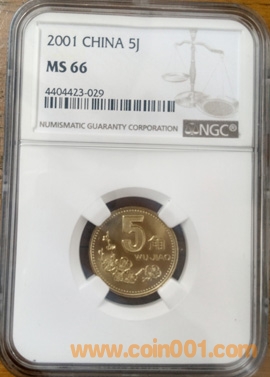 2001 CHINA 5J
MS 66
4404423-029
NUMISMATIC GUARANTY CORPORATION
NGC®
5角
WU JIAO
www.coin001.com